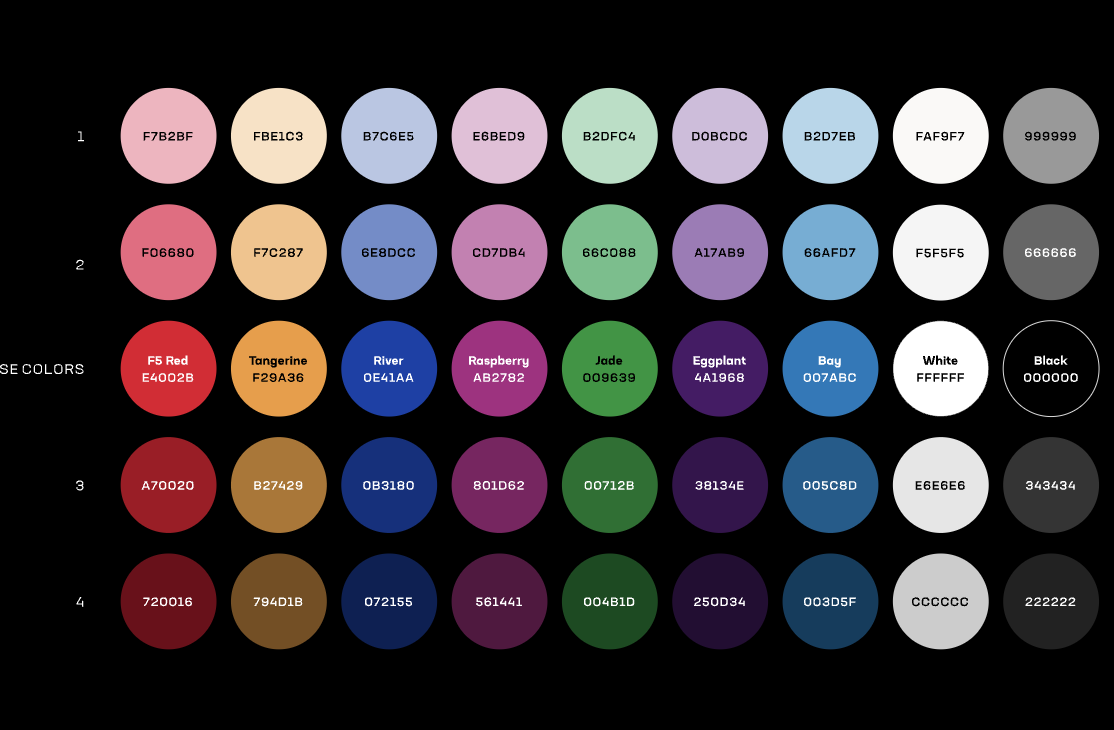 1
F7B2BF
FBE1C3
B7C6E5
E6BED9
B2DFC4
D0BCDC
B2D7EB
FAF9F7
999999
2
F06680
F7C287
6E8DCC
CD7DB4
66C088
A17AB9
66AFD7
F5F5F5
666666
SE COLORS
F5 Red
E4002B
Tangerine
F29A36
River
0E41AA
Raspberry
AB2782
Jade
009639
Eggplant
4A1968
Bay
007ABC
White
FFFFFF
Black
000000
3
A70020
B27429
0B3180
801D62
00712B
38134E
005C8D
E6E6E6
343434
4
720016
794D1B
072155
561441
004B1D
250D34
003D5F
CCCCCC
222222